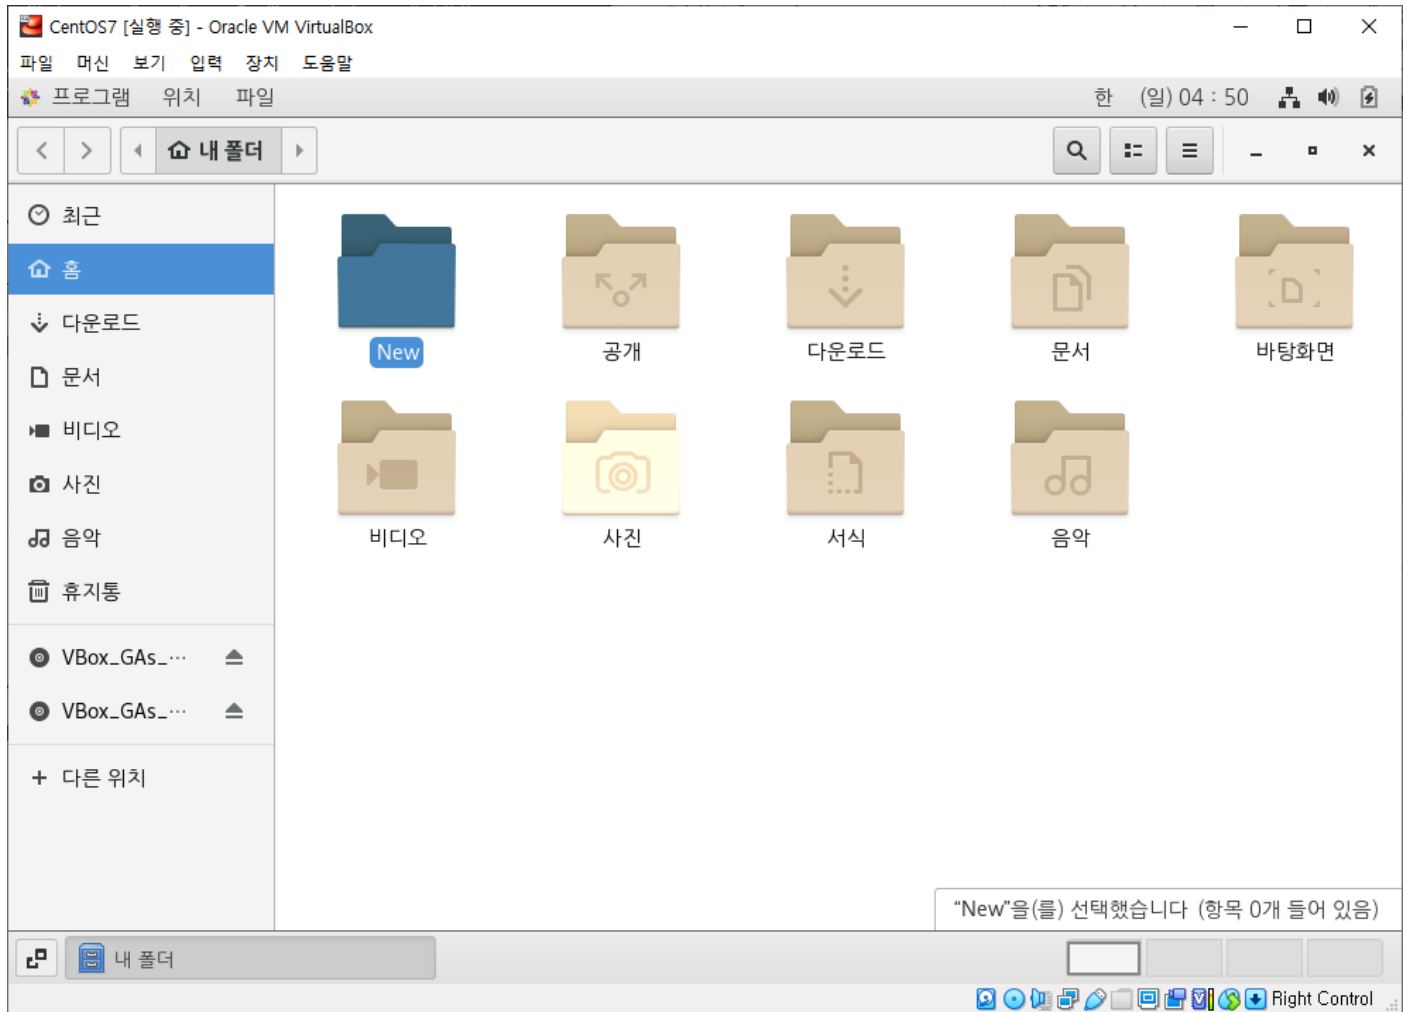 CentOS7 [실행 중] - Oracle VM VirtualBox
파일 머신 보기 입력 장치 도움말
프로그램 위치 파일 한 (일) 04 : 50
내 폴더
최근
홈
다운로드
문서
비디오
사진
음악
휴지통
VBox_GAs_…
VBox_GAs_…
다른 위치
New 공개 다운로드 문서 바탕화면
비디오 사진 서식 음악
“New”을(를) 선택했습니다 (항목 0개 들어 있음)
내 폴더
Right Control